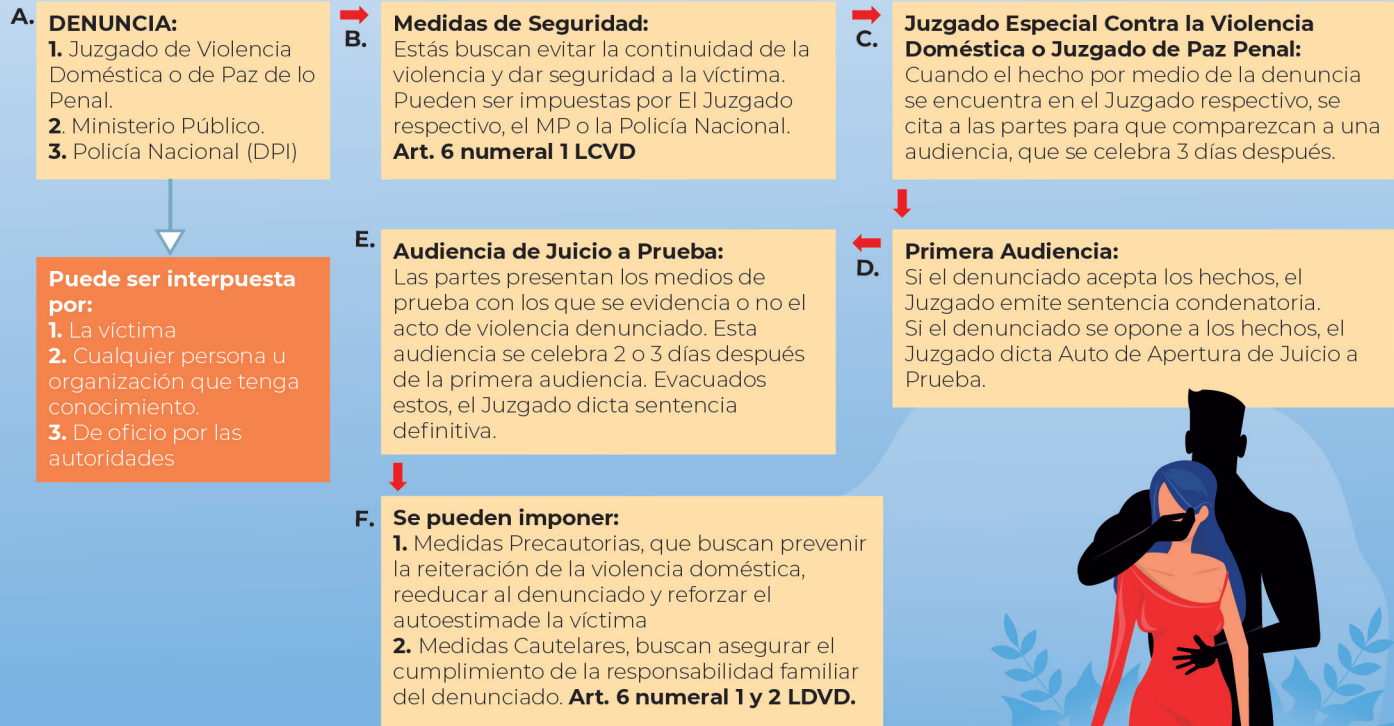 A.
DENUNCIA:
1. Juzgado de Violencia
Doméstica o de Paz de lo
Penal.
2. Ministerio Público.
3. Policía Nacional (DPI)
Puede ser interpuesta
por:
1. La víctima
2. Cualquier persona u
organización que tenga
conocimiento.
3. De oficio por las
autoridades
B.
Medidas de Seguridad:
Estás buscan evitar la continuidad de la
violencia y dar seguridad a la víctima.
Pueden ser impuestas por El Juzgado
respectivo, el MP o la Policía Nacional.
Art. 6 numeral 1 LCVD
C.
Juzgado Especial Contra la Violencia
Doméstica o Juzgado de Paz Penal:
Cuando el hecho por medio de la denuncia
se encuentra en el Juzgado respectivo, se
cita a las partes para que comparezcan a una
audiencia, que se celebra 3 días después.
D.
Primera Audiencia:
Si el denunciado acepta los hechos, el
Juzgado emite sentencia condenatoria.
Si el denunciado se opone a los hechos, el
Juzgado dicta Auto de Apertura de Juicio a
Prueba.
E.
Audiencia de Juicio a Prueba:
Las partes presentan los medios de
prueba con los que se evidencia o no el
acto de violencia denunciado. Esta
audiencia se celebra 2 o 3 días después
de la primera audiencia. Evacuados
estos, el Juzgado dicta sentencia
definitiva.
F.
Se pueden imponer:
1. Medidas Precautorias, que buscan prevenir
la reiteración de la violencia doméstica,
reeducar al denunciado y reforzar el
autoestimade la víctima
2. Medidas Cautelares, buscan asegurar el
cumplimiento de la responsabilidad familiar
del denunciado. Art. 6 numeral 1 y 2 LDVD.